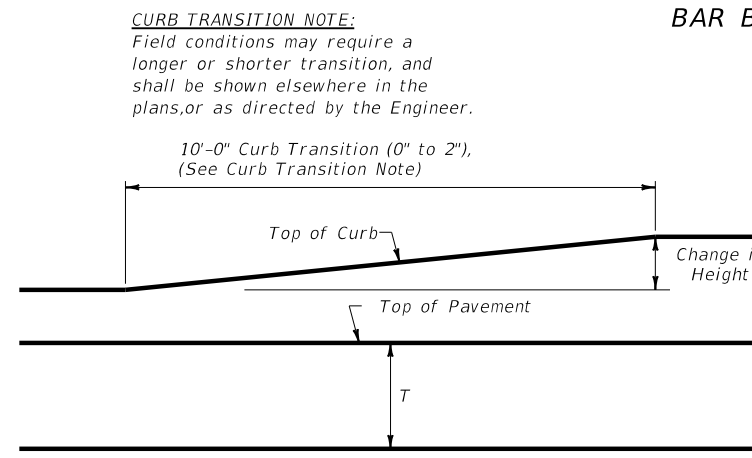 CURB TRANSITION NOTE:
Field conditions may require a
longer or shorter transition, and
shall be shown elsewhere in the
plans,or as directed by the Engineer.
BAR
10'-0" Curb Transition (0" to 2"),
(See Curb Transition Note)
Top of Curb
Change
Height
Top of Pavement
T